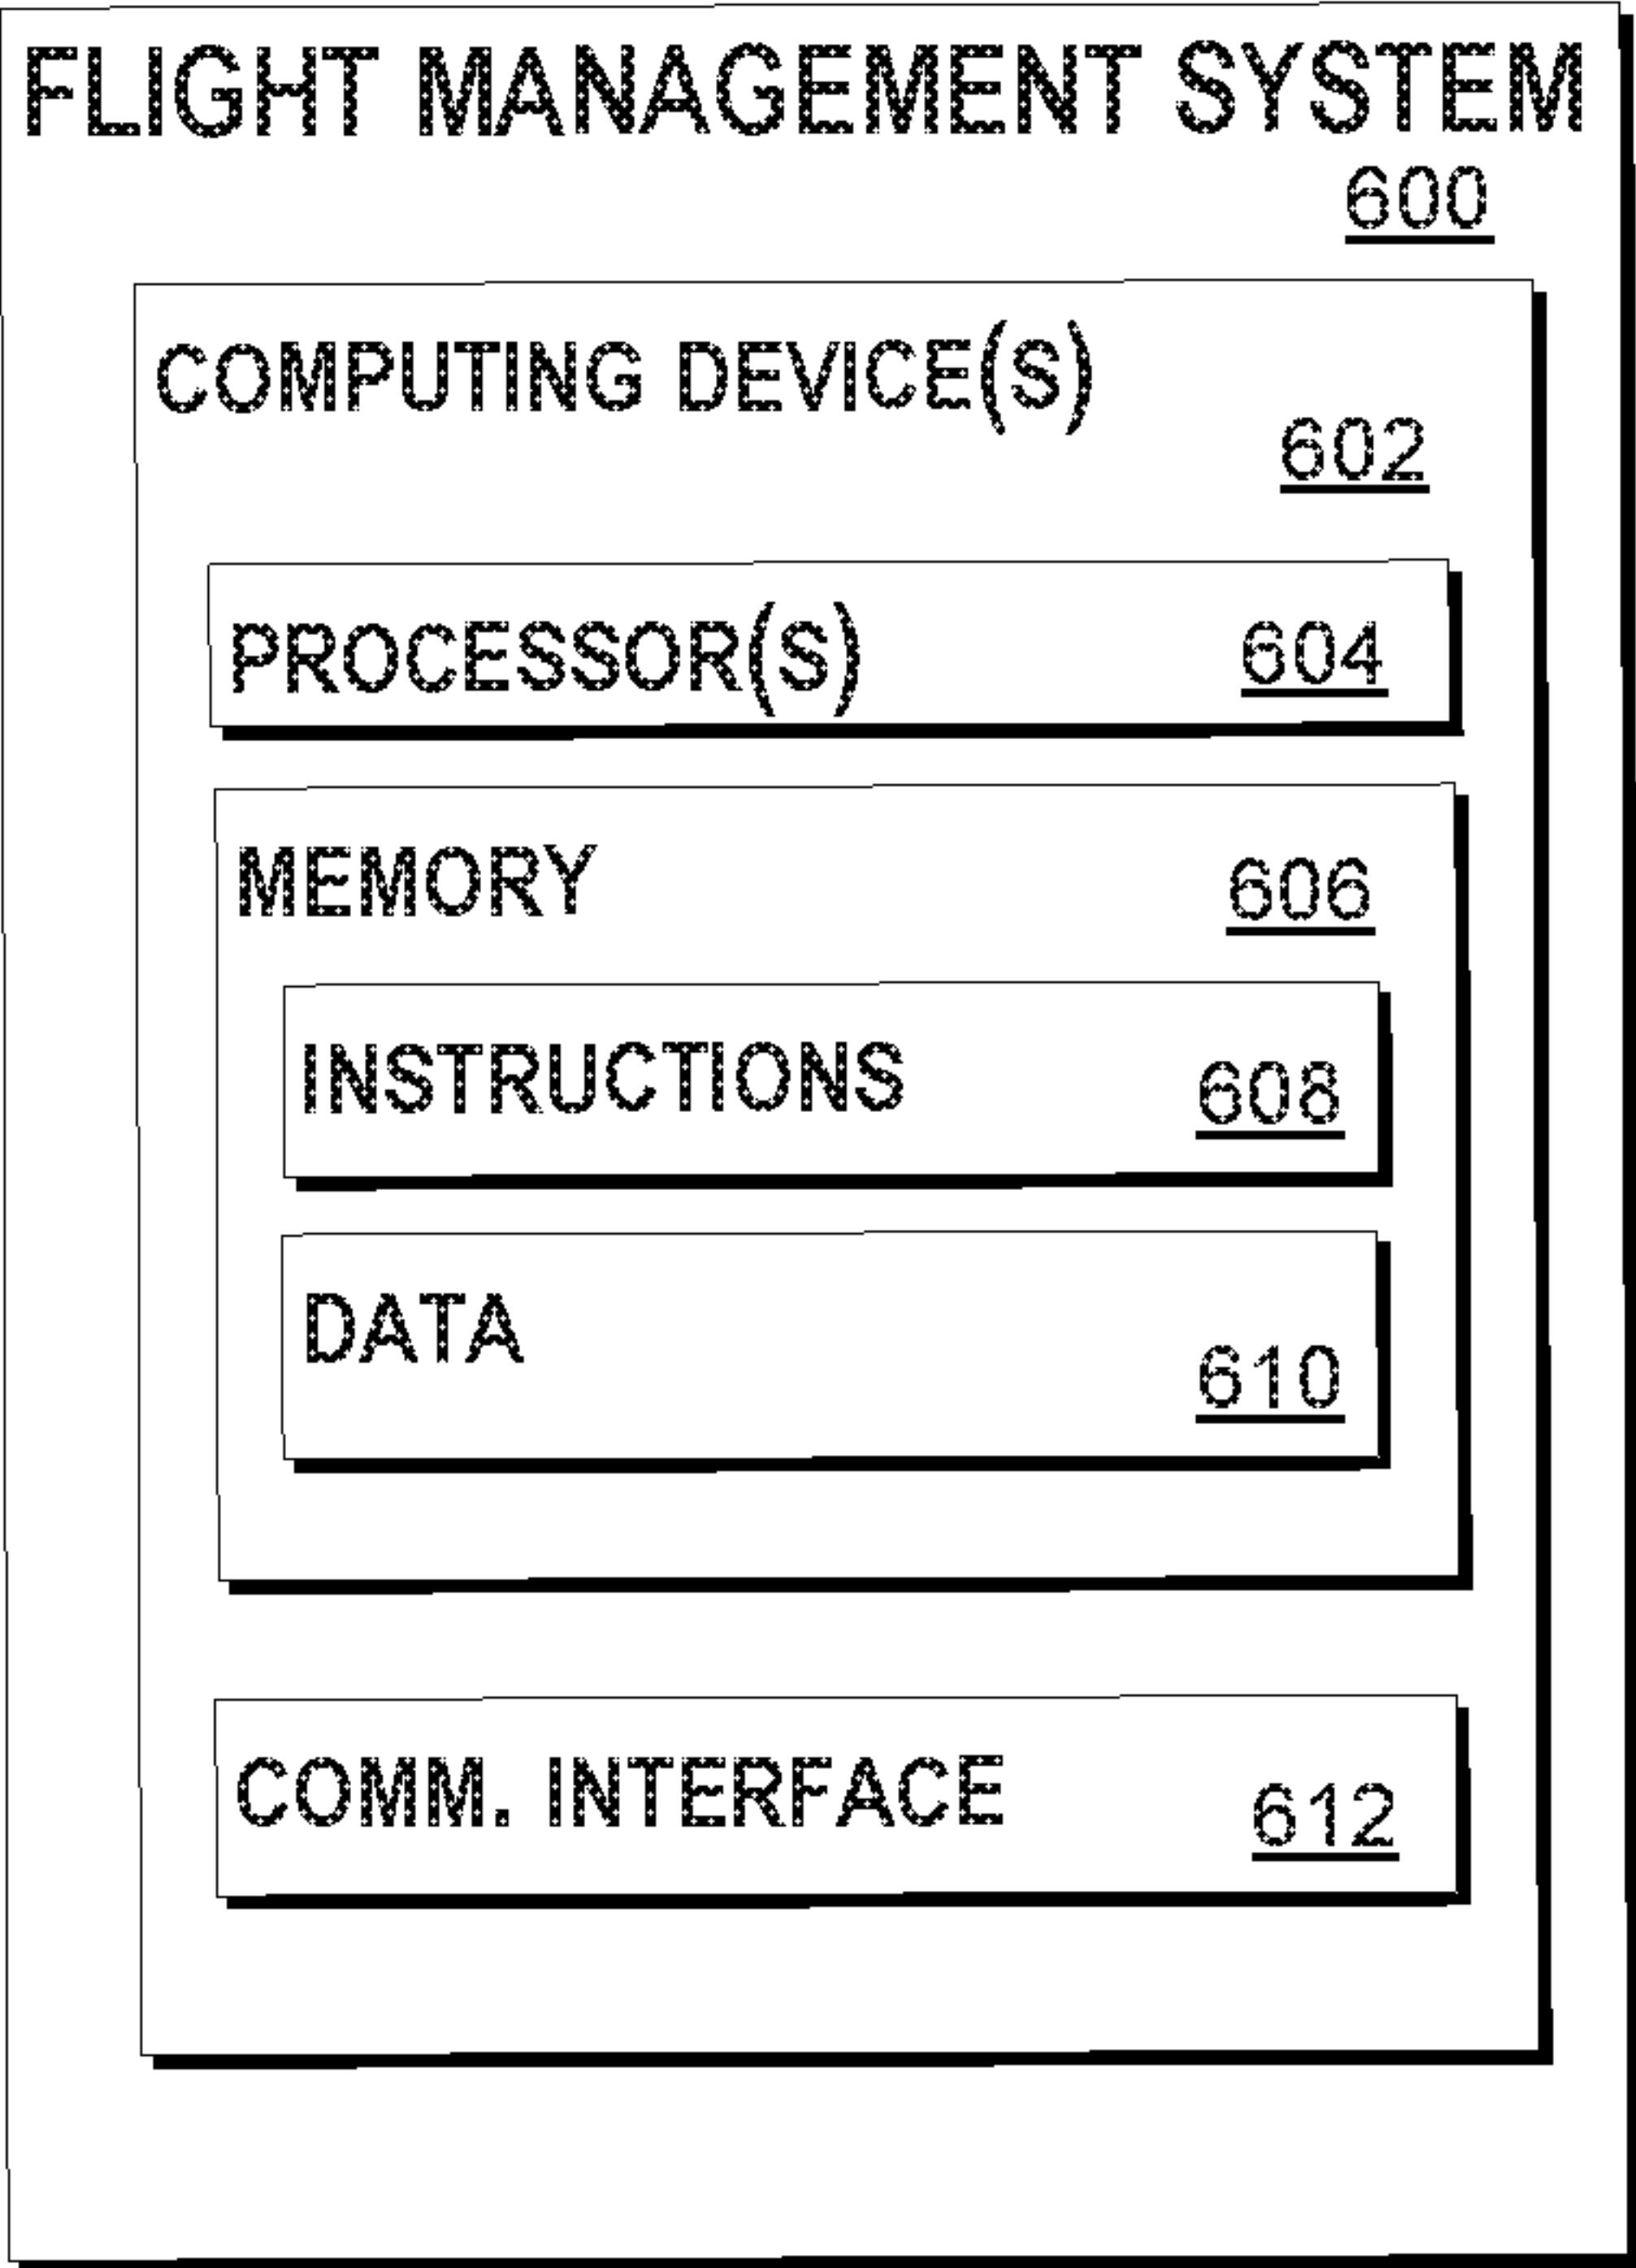 FLIGHT MANAGEMENT SYSTEM
600
COMPUTING DEVICE(S)
602
PROCESSOR(S) 604
MEMORY 606
INSTRUCTIONS 608
DATA 610
COMM. INTERFACE 612